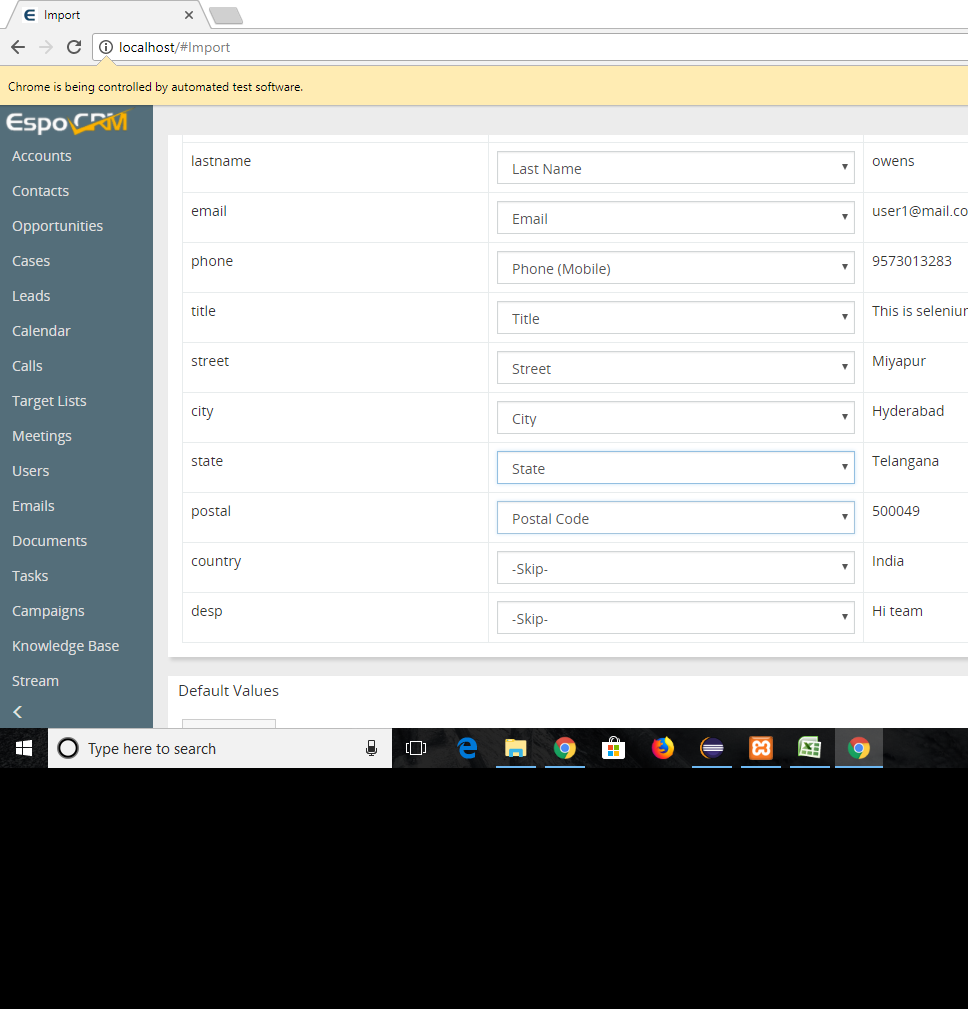 Import
localhost/#Import
Chrome is being controlled by automated test software.
EspoCRM
Accounts
Contacts
Opportunities
Cases
Leads
Calendar
Calls
Target Lists
Meetings
Users
Emails
Documents
Tasks
Campaigns
Knowledge Base
Stream
lastname Last Name owens
email Email user1@mail.co
phone Phone (Mobile) 9573013283
title Title This is seleniur
street Street Miyapur
city City Hyderabad
state State Telangana
postal Postal Code 500049
country -Skip- India
desp -Skip- Hi team
Default Values
Type here to search